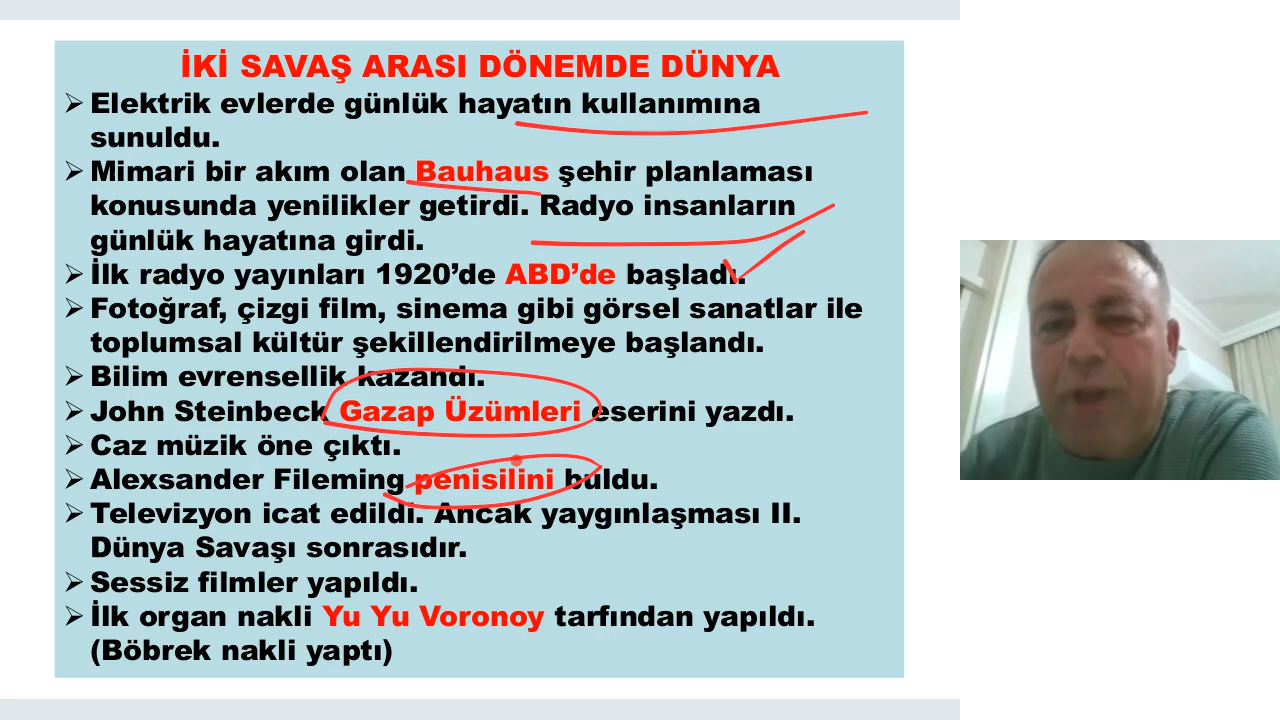 İKİ SAVAŞ ARASI DÖNEMDE DÜNYA
➢ Elektrik evlerde günlük hayatın kullanımına
sunuldu.
➢ Mimari bir akım olan Bauhaus şehir planlaması
konusunda yenilikler getirdi. Radyo insanların
günlük hayatına girdi.
➢ İlk radyo yayınları 1920’de ABD’de başladı.
➢ Fotoğraf, çizgi film, sinema gibi görsel sanatlar ile
toplumsal kültür şekillendirilmeye başlandı.
➢ Bilim evrensellik kazandı.
➢ John Steinbeck Gazap Üzümleri eserini yazdı.
➢ Caz müzik öne çıktı.
➢ Alexsander Fileming penisilini buldu.
➢ Televizyon icat edildi. Ancak yaygınlaşması II.
Dünya Savaşı sonrasıdır.
➢ Sessiz filmler yapıldı.
➢ İlk organ nakli Yu Yu Voronoy tarfından yapıldı.
(Böbrek nakli yaptı)